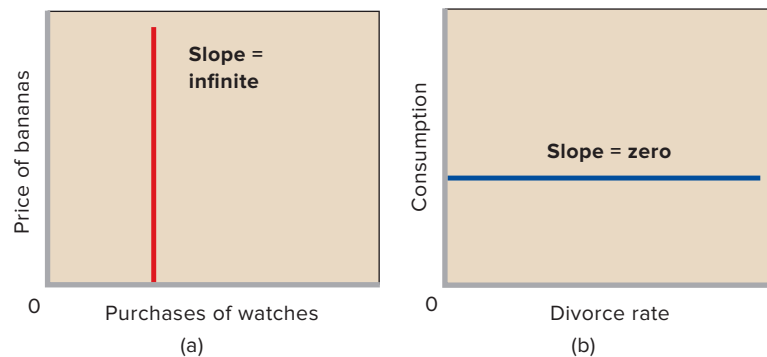 Price of bananas
Slope =
infinite
0
Purchases of watches
(a)
Consumption
Slope = zero
0
Divorce rate
(b)